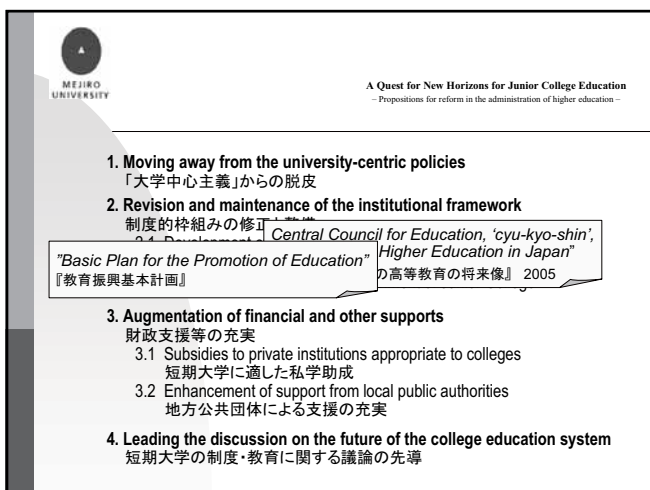 MEJIRO
UNIVERSITY
A Quest for New Horizons for Junior College Education
– Propositions for reform in the administration of higher education –
1. Moving away from the university-centric policies
「大学中心主義」からの脱皮
2. Revision and maintenance of the institutional framework
制度的枠組みの修正
Central Council for Education, 'cyu-kyo-shin',
Higher Education in Japan"
の高等教育の将来像』 2005
"Basic Plan for the Promotion of Education"
『教育振興基本計画』
3. Augmentation of financial and other supports
財政支援等の充実
3.1 Subsidies to private institutions appropriate to colleges
短期大学に適した私学助成
3.2 Enhancement of support from local public authorities
地方公共団体による支援の充実
4. Leading the discussion on the future of the college education system
短期大学の制度・教育に関する議論の先導